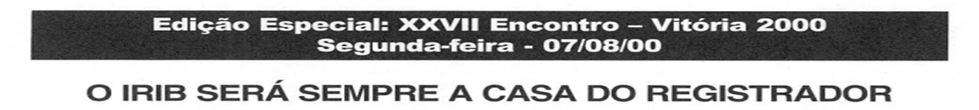 Edição Especial: XXVII Encontro – Vitória 2000
Segunda-feira - 07/08/00
O IRIB SERÁ SEMPRE A CASA DO REGISTRADOR